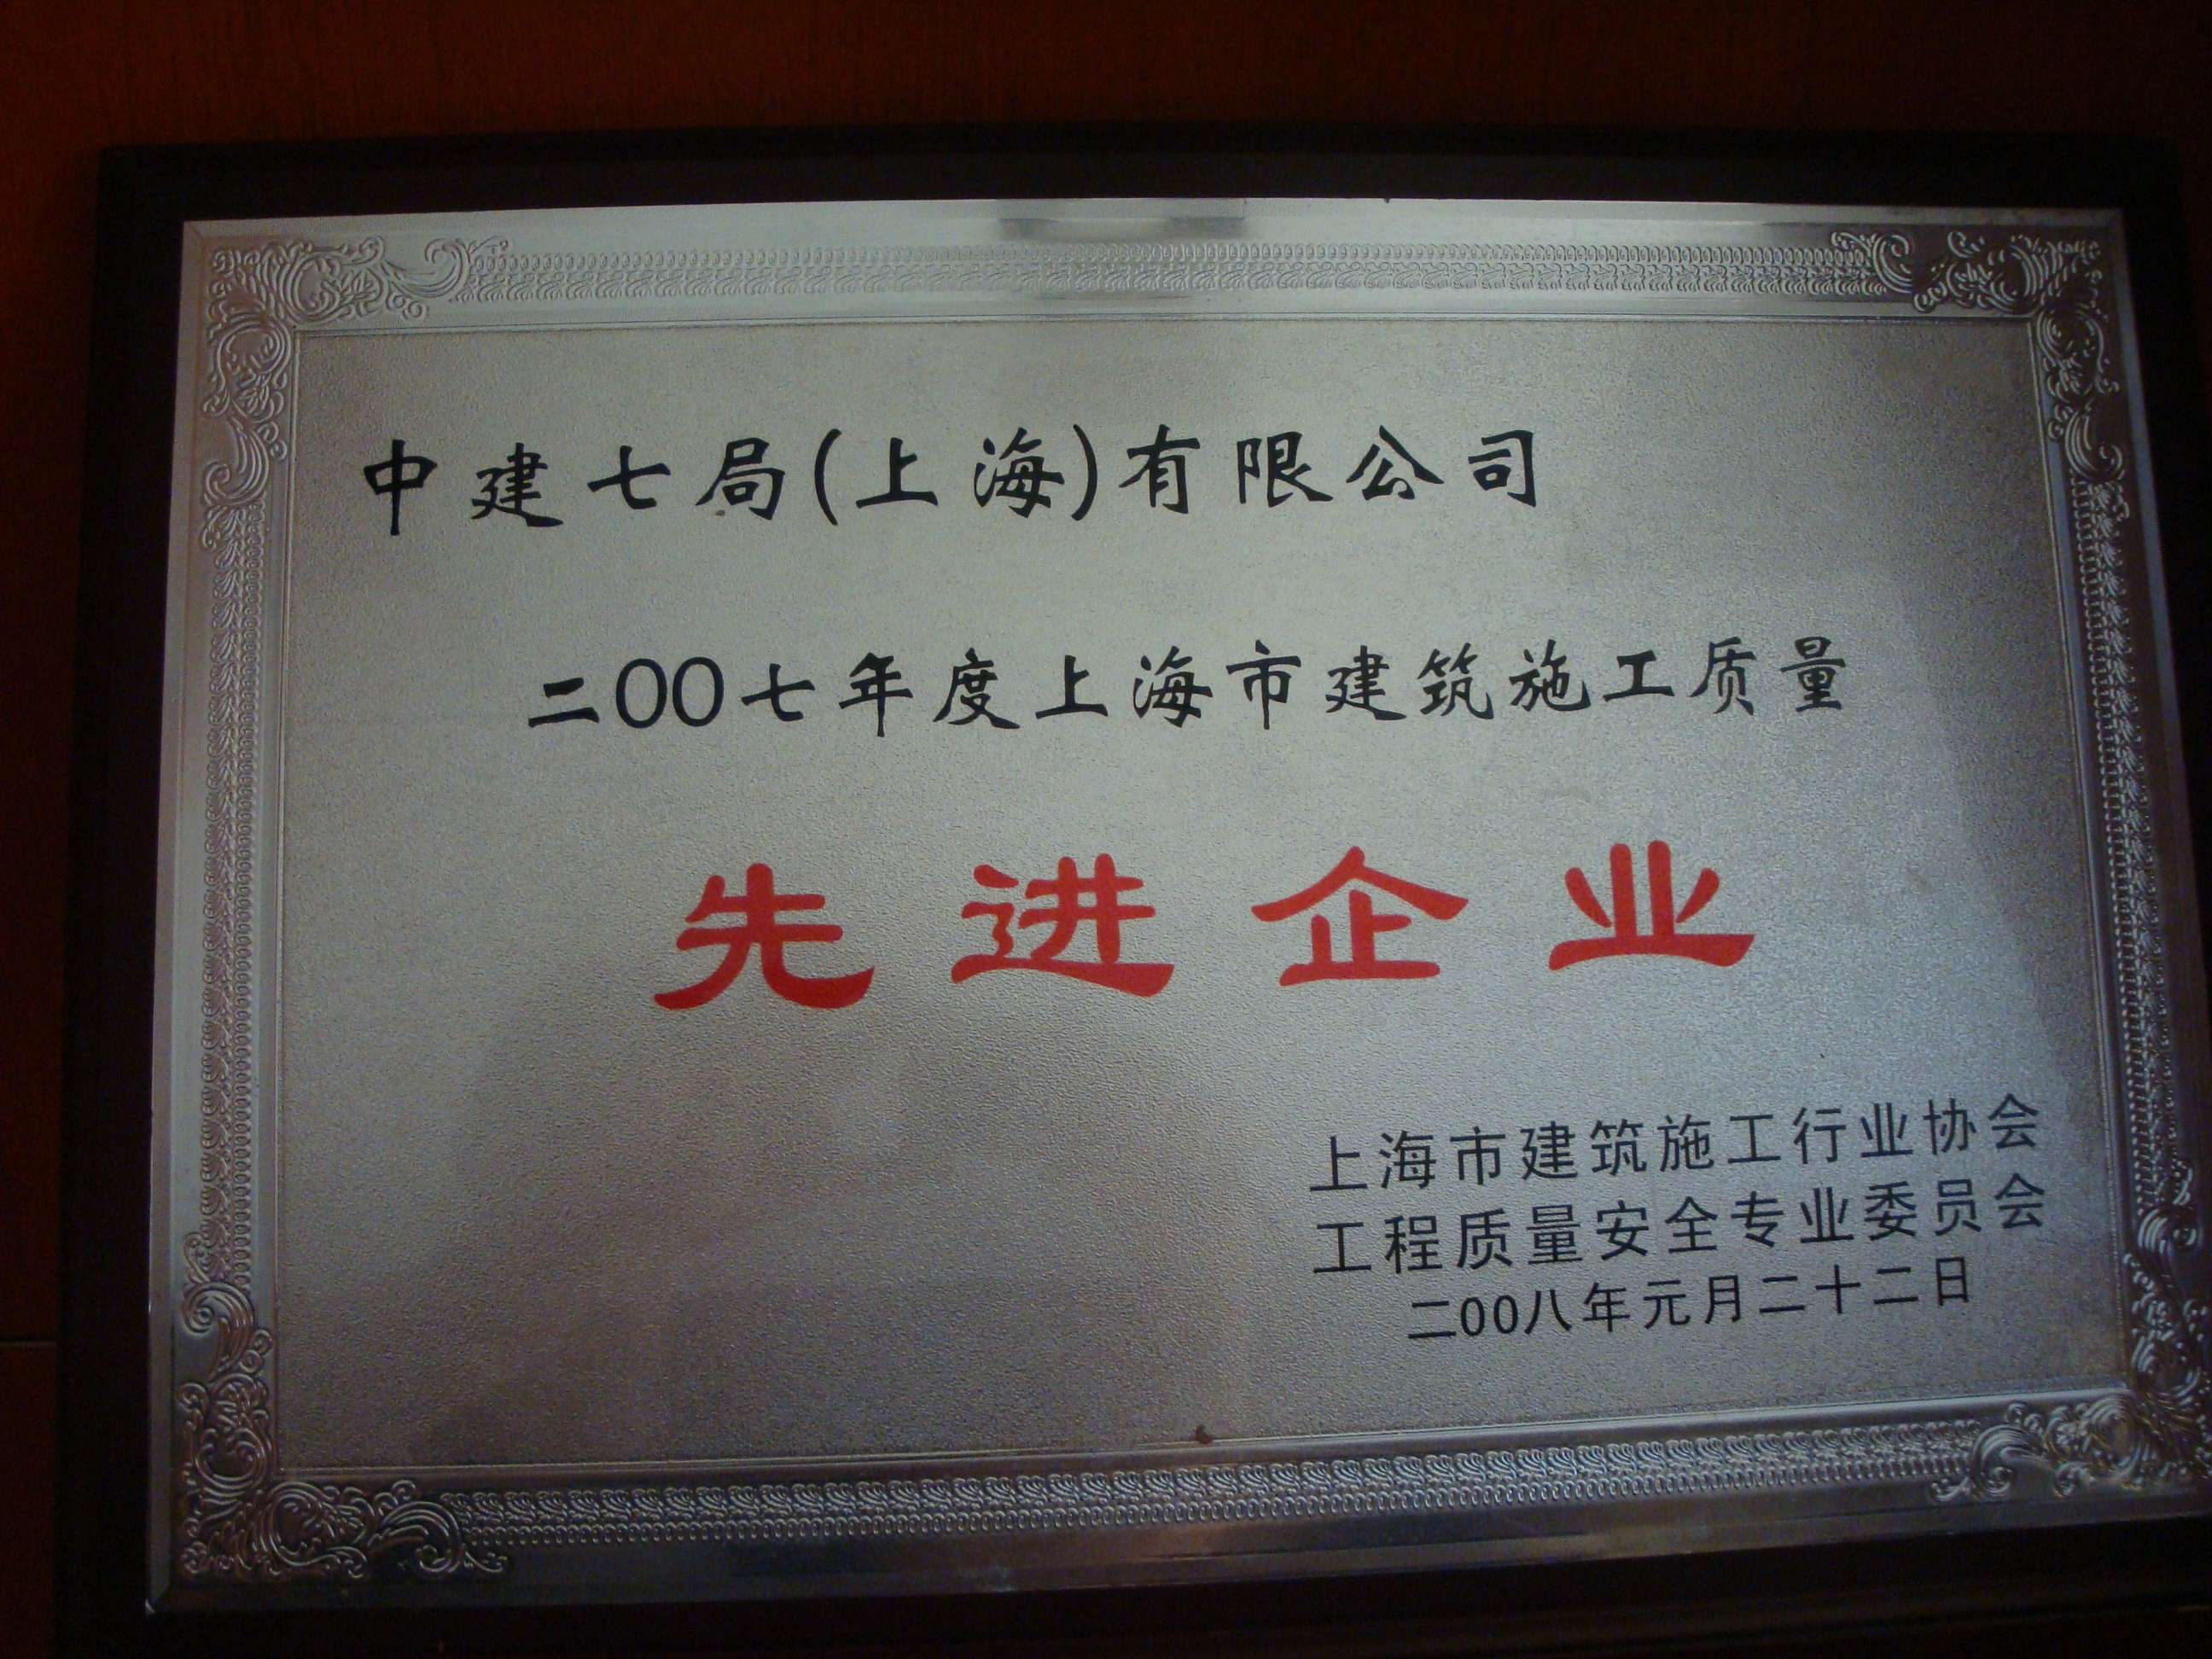 中建七局(上海)有限公司
二00七年度上海市建筑施工质量
先进企业
上海市建筑施工行业协会
工程质量安全专业委员会
二00八年元月二十二日